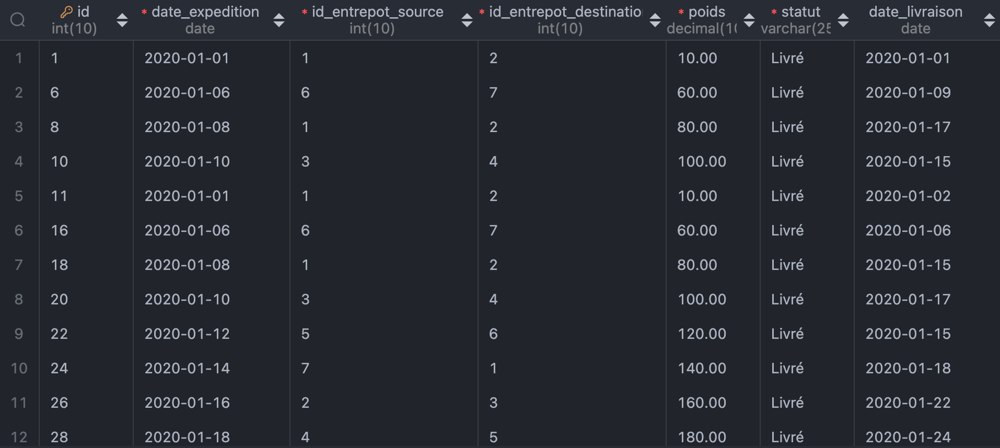 id * date_expedition * id_entrepot_source * id_entrepot_destinatio * poids * statut date_livraison
int(10) date int(10) int(10) decimal(1( varchar(25 date
1 1 2020-01-01 1 2 10.00 Livré 2020-01-01
2 6 2020-01-06 6 7 60.00 Livré 2020-01-09
3 8 2020-01-08 1 2 80.00 Livré 2020-01-17
4 10 2020-01-10 3 4 100.00 Livré 2020-01-15
5 11 2020-01-01 1 2 10.00 Livré 2020-01-02
6 16 2020-01-06 6 7 60.00 Livré 2020-01-06
7 18 2020-01-08 1 2 80.00 Livré 2020-01-15
8 20 2020-01-10 3 4 100.00 Livré 2020-01-17
9 22 2020-01-12 5 6 120.00 Livré 2020-01-15
10 24 2020-01-14 7 1 140.00 Livré 2020-01-18
11 26 2020-01-16 2 3 160.00 Livré 2020-01-22
12 28 2020-01-18 4 5 180.00 Livré 2020-01-24